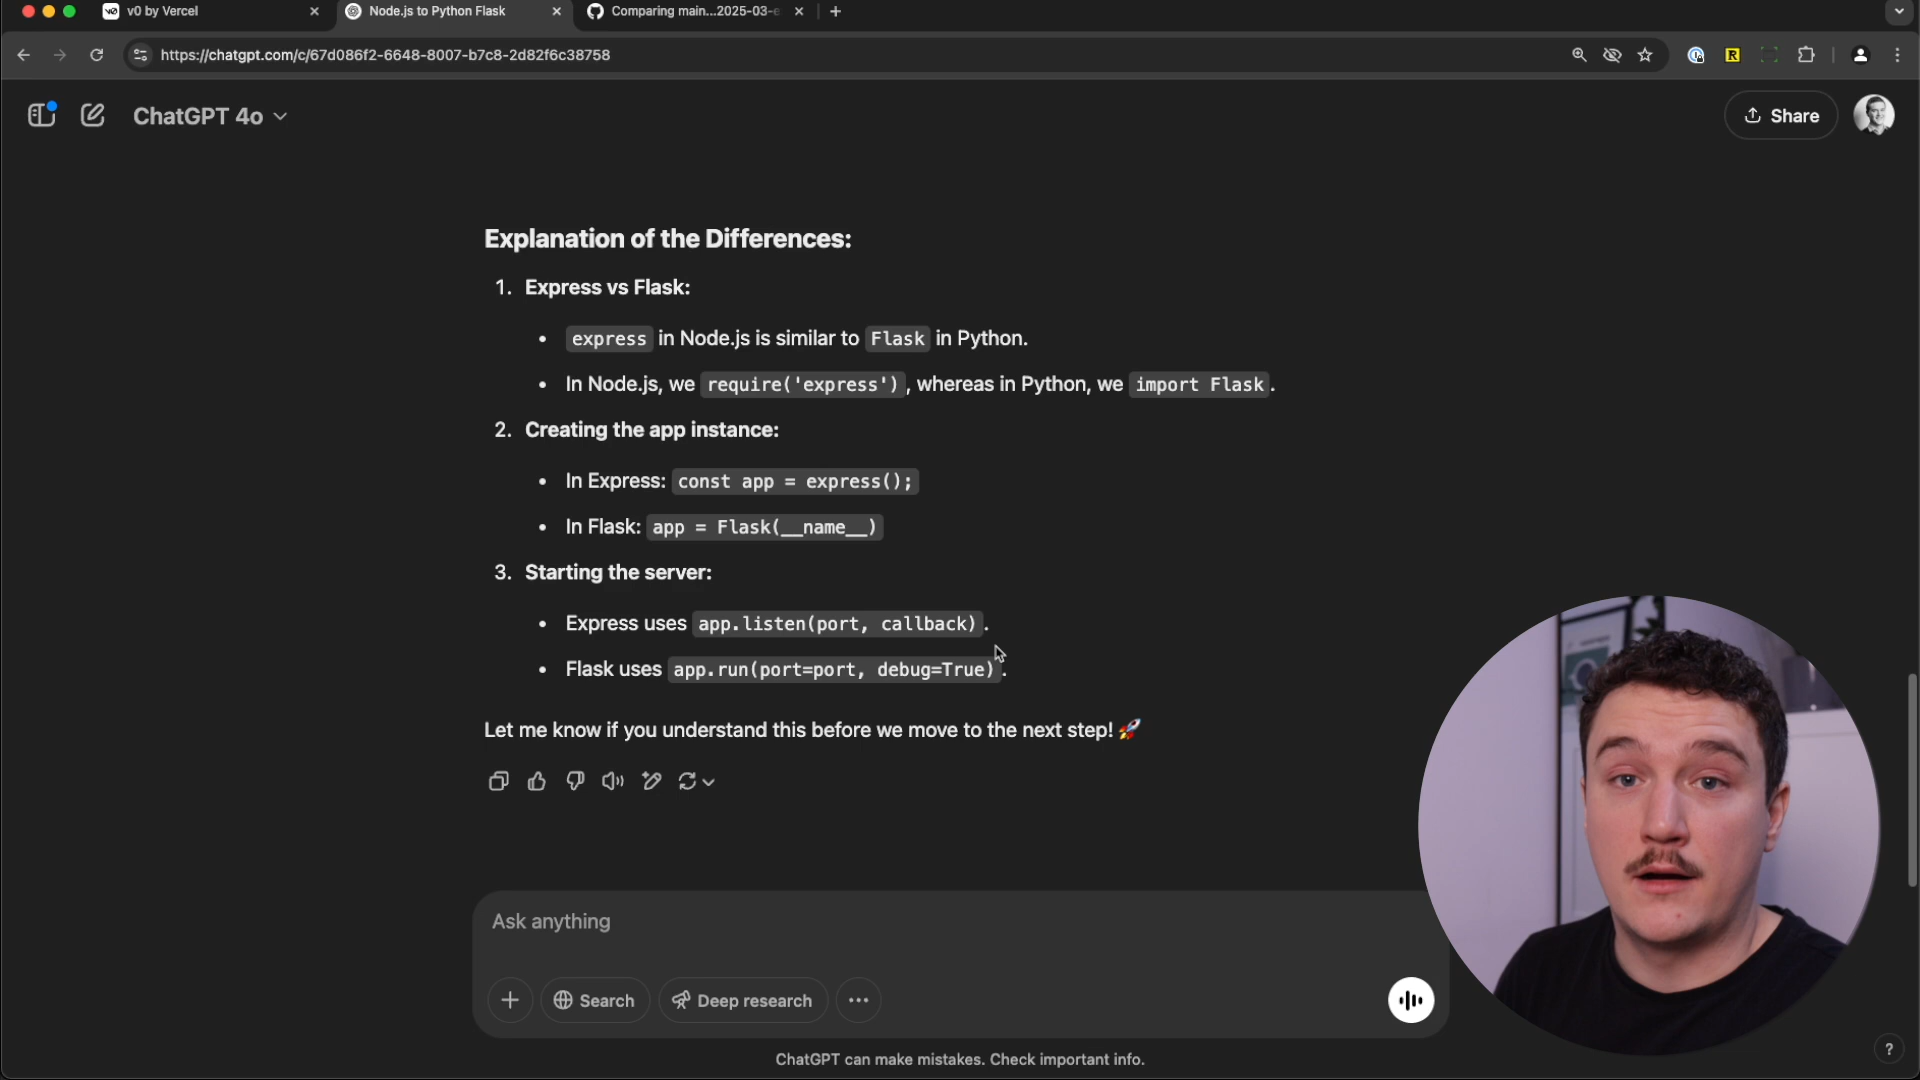 v0 by Vercel
Node.js to Python Flask
Comparing main...2025-03-e
https://chatgpt.com/c/67d086f2-6648-8007-b7c8-2d82f6c38758
ChatGPT 4o
Share
Explanation of the Differences:
1. Express vs Flask:
• express in Node.js is similar to Flask in Python.
• In Node.js, we require('express'), whereas in Python, we import Flask.
2. Creating the app instance:
• In Express: const app = express();
• In Flask: app = Flask(__name__)
3. Starting the server:
• Express uses app.listen(port, callback).
• Flask uses app.run(port=port, debug=True).
Let me know if you understand this before we move to the next step! 🚀
Ask anything
Search
Deep research
ChatGPT can make mistakes. Check important info.
?